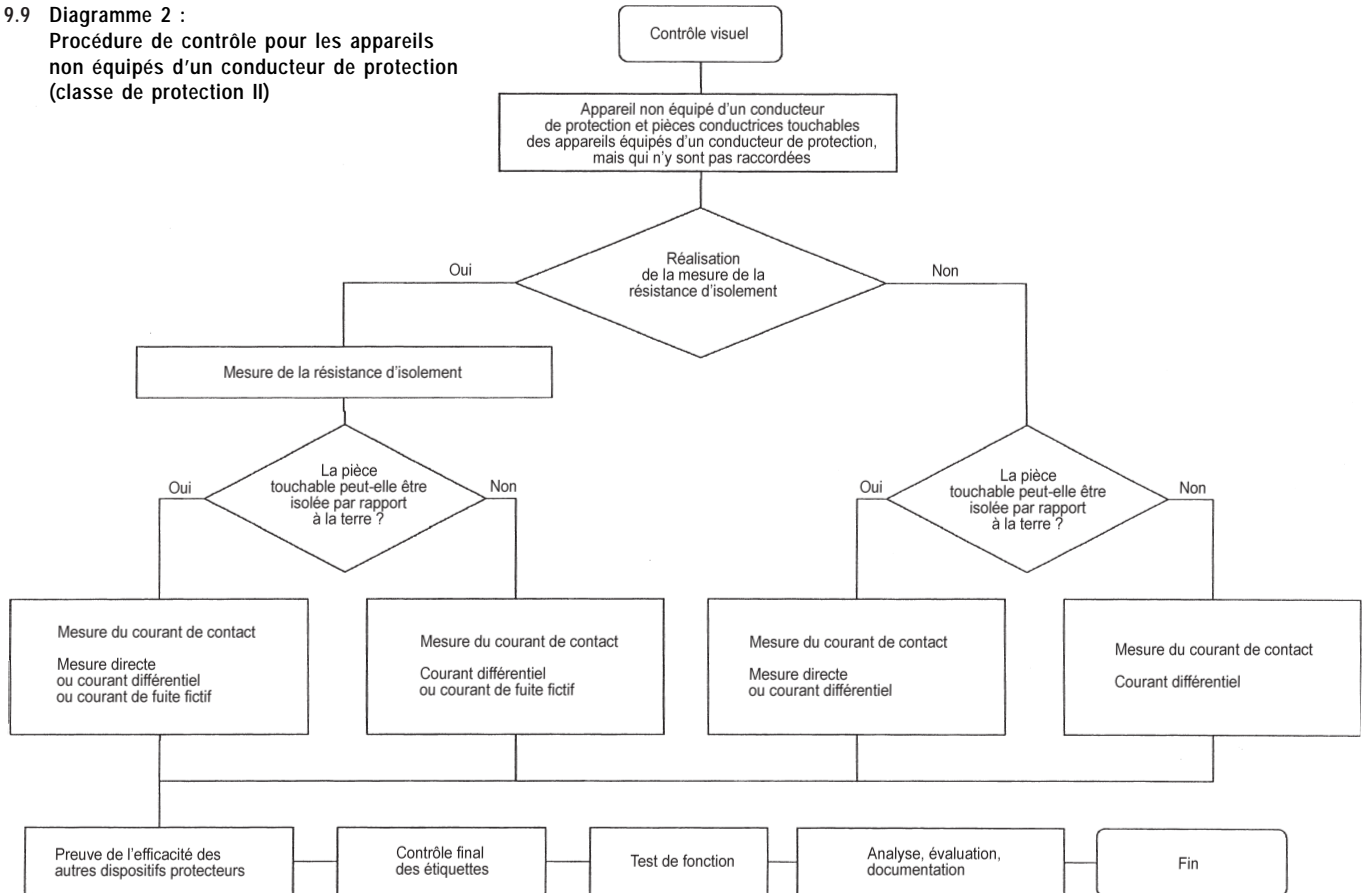 9.9 Diagramme 2 :
Procédure de contrôle pour les appareils
non équipés d'un conducteur de protection
(classe de protection II)
Contrôle visuel
Appareil non équipé d'un conducteur
de protection et pièces conductrices touchables
des appareils équipés d'un conducteur de protection,
mais qui n'y sont pas raccordées
Réalisation
de la mesure de la
résistance d'isolement
Oui
Non
Mesure de la résistance d'isolement
La pièce
touchable peut-elle être
isolée par rapport
à la terre ?
Oui
Non
La pièce
touchable peut-elle être
isolée par rapport
à la terre ?
Oui
Non
Mesure du courant de contact
Mesure directe
ou courant différentiel
ou courant de fuite fictif
Mesure du courant de contact
Courant différentiel
ou courant de fuite fictif
Mesure du courant de contact
Mesure directe
ou courant différentiel
Mesure du courant de contact
Courant différentiel
Preuve de l'efficacité des
autres dispositifs protecteurs
Contrôle final
des étiquettes
Test de fonction
Analyse, évaluation,
documentation
Fin